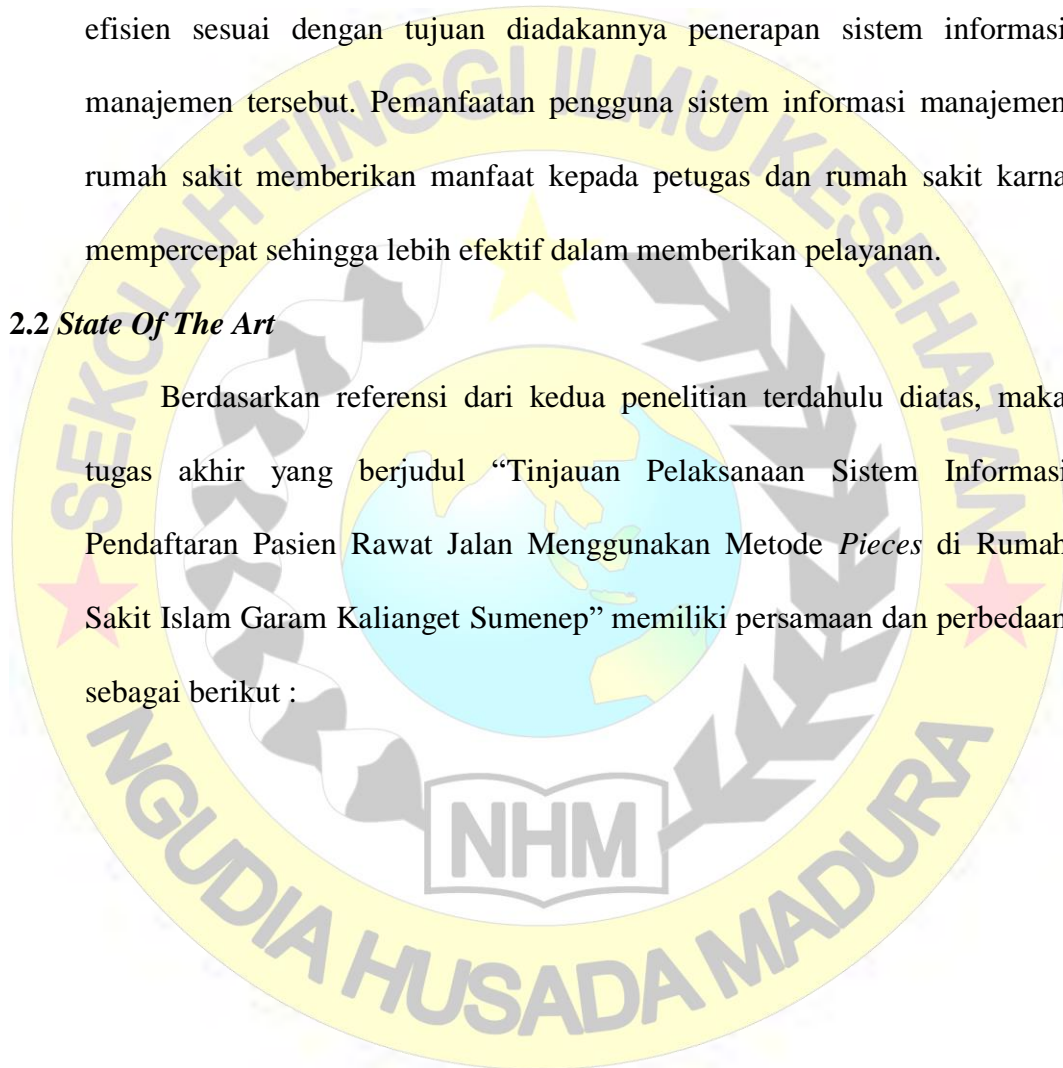 efisien sesuai dengan tujuan diadakannya penerapan sistem informasi
manajemen tersebut. Pemanfaatan pengguna sistem informasi manajemen
rumah sakit memberikan manfaat kepada petugas dan rumah sakit karna
mempercepat sehingga lebih efektif dalam memberikan pelayanan.
2.2 State Of The Art
Berdasarkan referensi dari kedua penelitian terdahulu diatas, maka
tugas akhir yang berjudul “Tinjauan Pelaksanaan Sistem Informasi
Pendaftaran Pasien Rawat Jalan Menggunakan Metode Pieces di Rumah
Sakit Islam Garam Kalianget Sumenep” memiliki persamaan dan perbedaan
sebagai berikut :
SEKOLAH TINGGI ILMU KESEHATAN
NHM
NGUDIA HUSADA MADURA